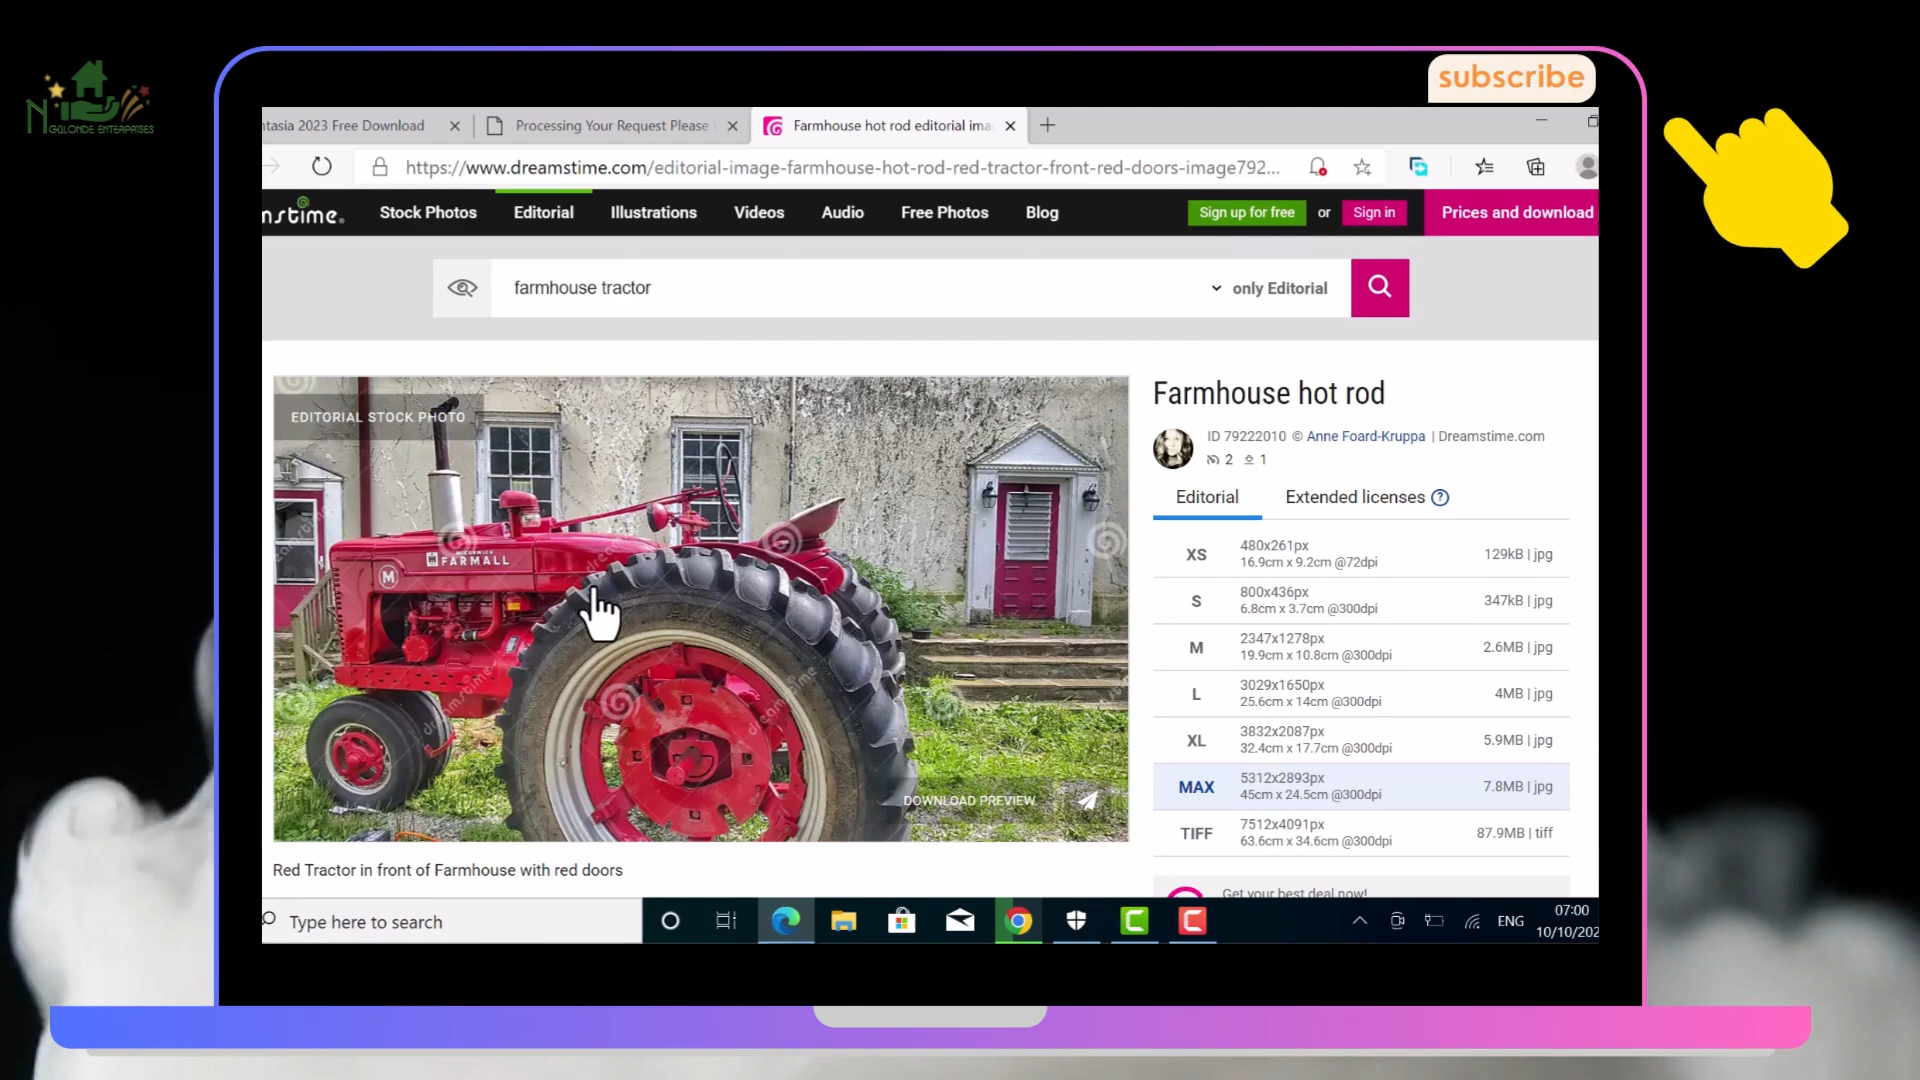 subscribe
N GALONDE ENTERPRISES
ntasia 2023 Free Download
Processing Your Request Please
Farmhouse hot rod editorial ima
https://www.dreamstime.com/editorial-image-farmhouse-hot-rod-red-tractor-front-red-doors-image792...
mstime.
Stock Photos
Editorial
Illustrations
Videos
Audio
Free Photos
Blog
Sign up for free
or
Sign in
Prices and download
farmhouse tractor
only Editorial
EDITORIAL STOCK PHOTO
McCORMICK
FARMALL
M
dreamstime
DOWNLOAD PREVIEW
Red Tractor in front of Farmhouse with red doors
Farmhouse hot rod
ID 79222010 © Anne Foard-Kruppa | Dreamstime.com
2 1
Editorial
Extended licenses ?
XS 480x261px 129kB | jpg
16.9cm x 9.2cm @72dpi
S 800x436px 347kB | jpg
6.8cm x 3.7cm @300dpi
M 2347x1278px 2.6MB | jpg
19.9cm x 10.8cm @300dpi
L 3029x1650px 4MB | jpg
25.6cm x 14cm @300dpi
XL 3832x2087px 5.9MB | jpg
32.4cm x 17.7cm @300dpi
MAX 5312x2893px 7.8MB | jpg
45cm x 24.5cm @300dpi
TIFF 7512x4091px 87.9MB | tiff
63.6cm x 34.6cm @300dpi
Get your best deal now!
Type here to search
ENG
07:00
10/10/202